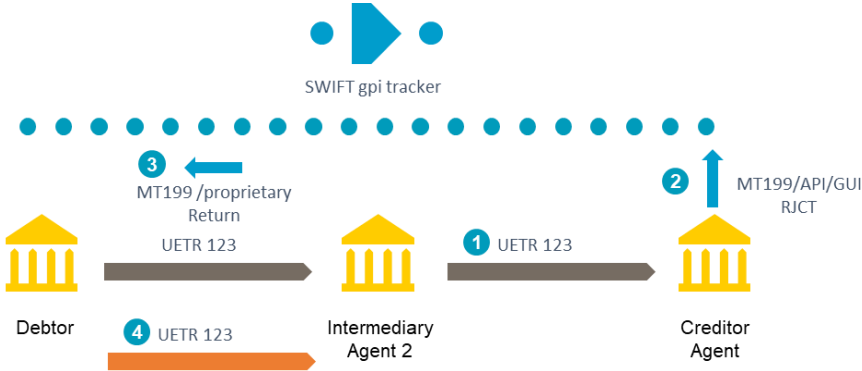 SWIFT gpi tracker
3
MT199 /proprietary
Return
2
MT199/API/GUI
RJCT
UETR 123
1 UETR 123
Debtor
Intermediary
Agent 2
Creditor
Agent
4 UETR 123